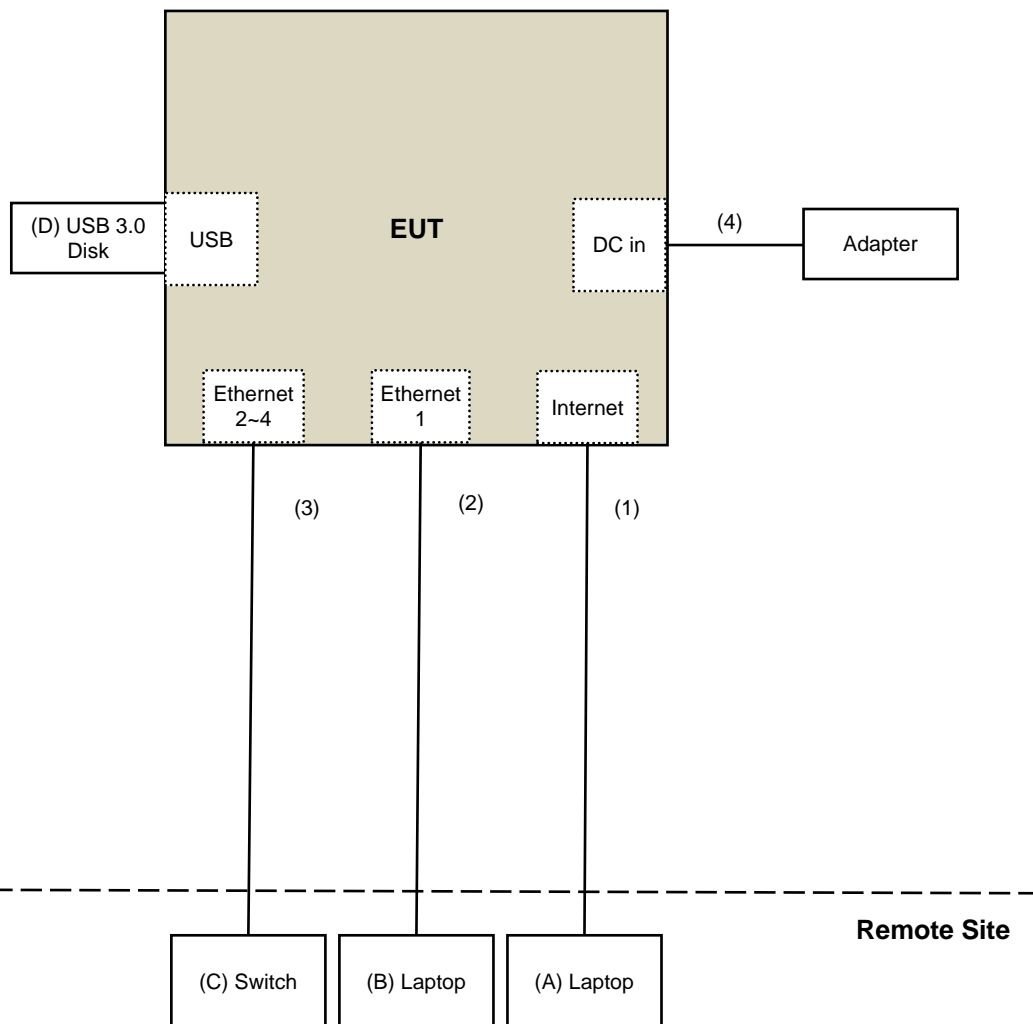 (D) USB 3.0
Disk
USB
EUT
DC in
(4)
Adapter
Ethernet
2~4
Ethernet
1
Internet
(3)
(2)
(1)
Remote Site
(C) Switch
(B) Laptop
(A) Laptop